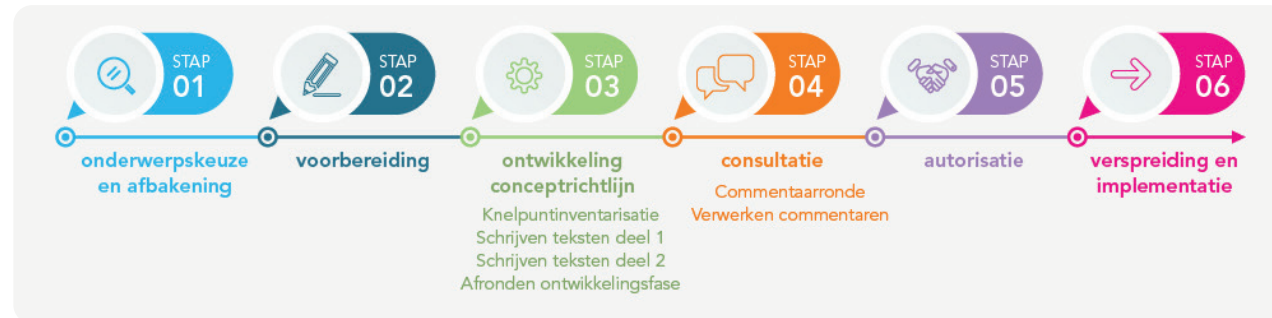 STAP
01
onderwerpskeuze
en afbakening
STAP
02
voorbereiding
STAP
03
ontwikkeling
conceptrichtlijn
Knelpuntinventarisatie
Schrijven teksten deel 1
Schrijven teksten deel 2
Afronden ontwikkelingsfase
STAP
04
consultatie
Commentaarronde
Verwerken commentaren
STAP
05
autorisatie
STAP
06
verspreiding en
implementatie